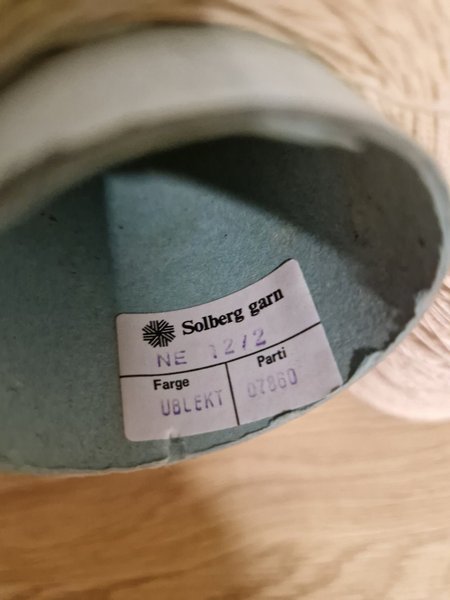 Solberg garn
NE 12/2
Farge
Parti
UBLEKT
07860